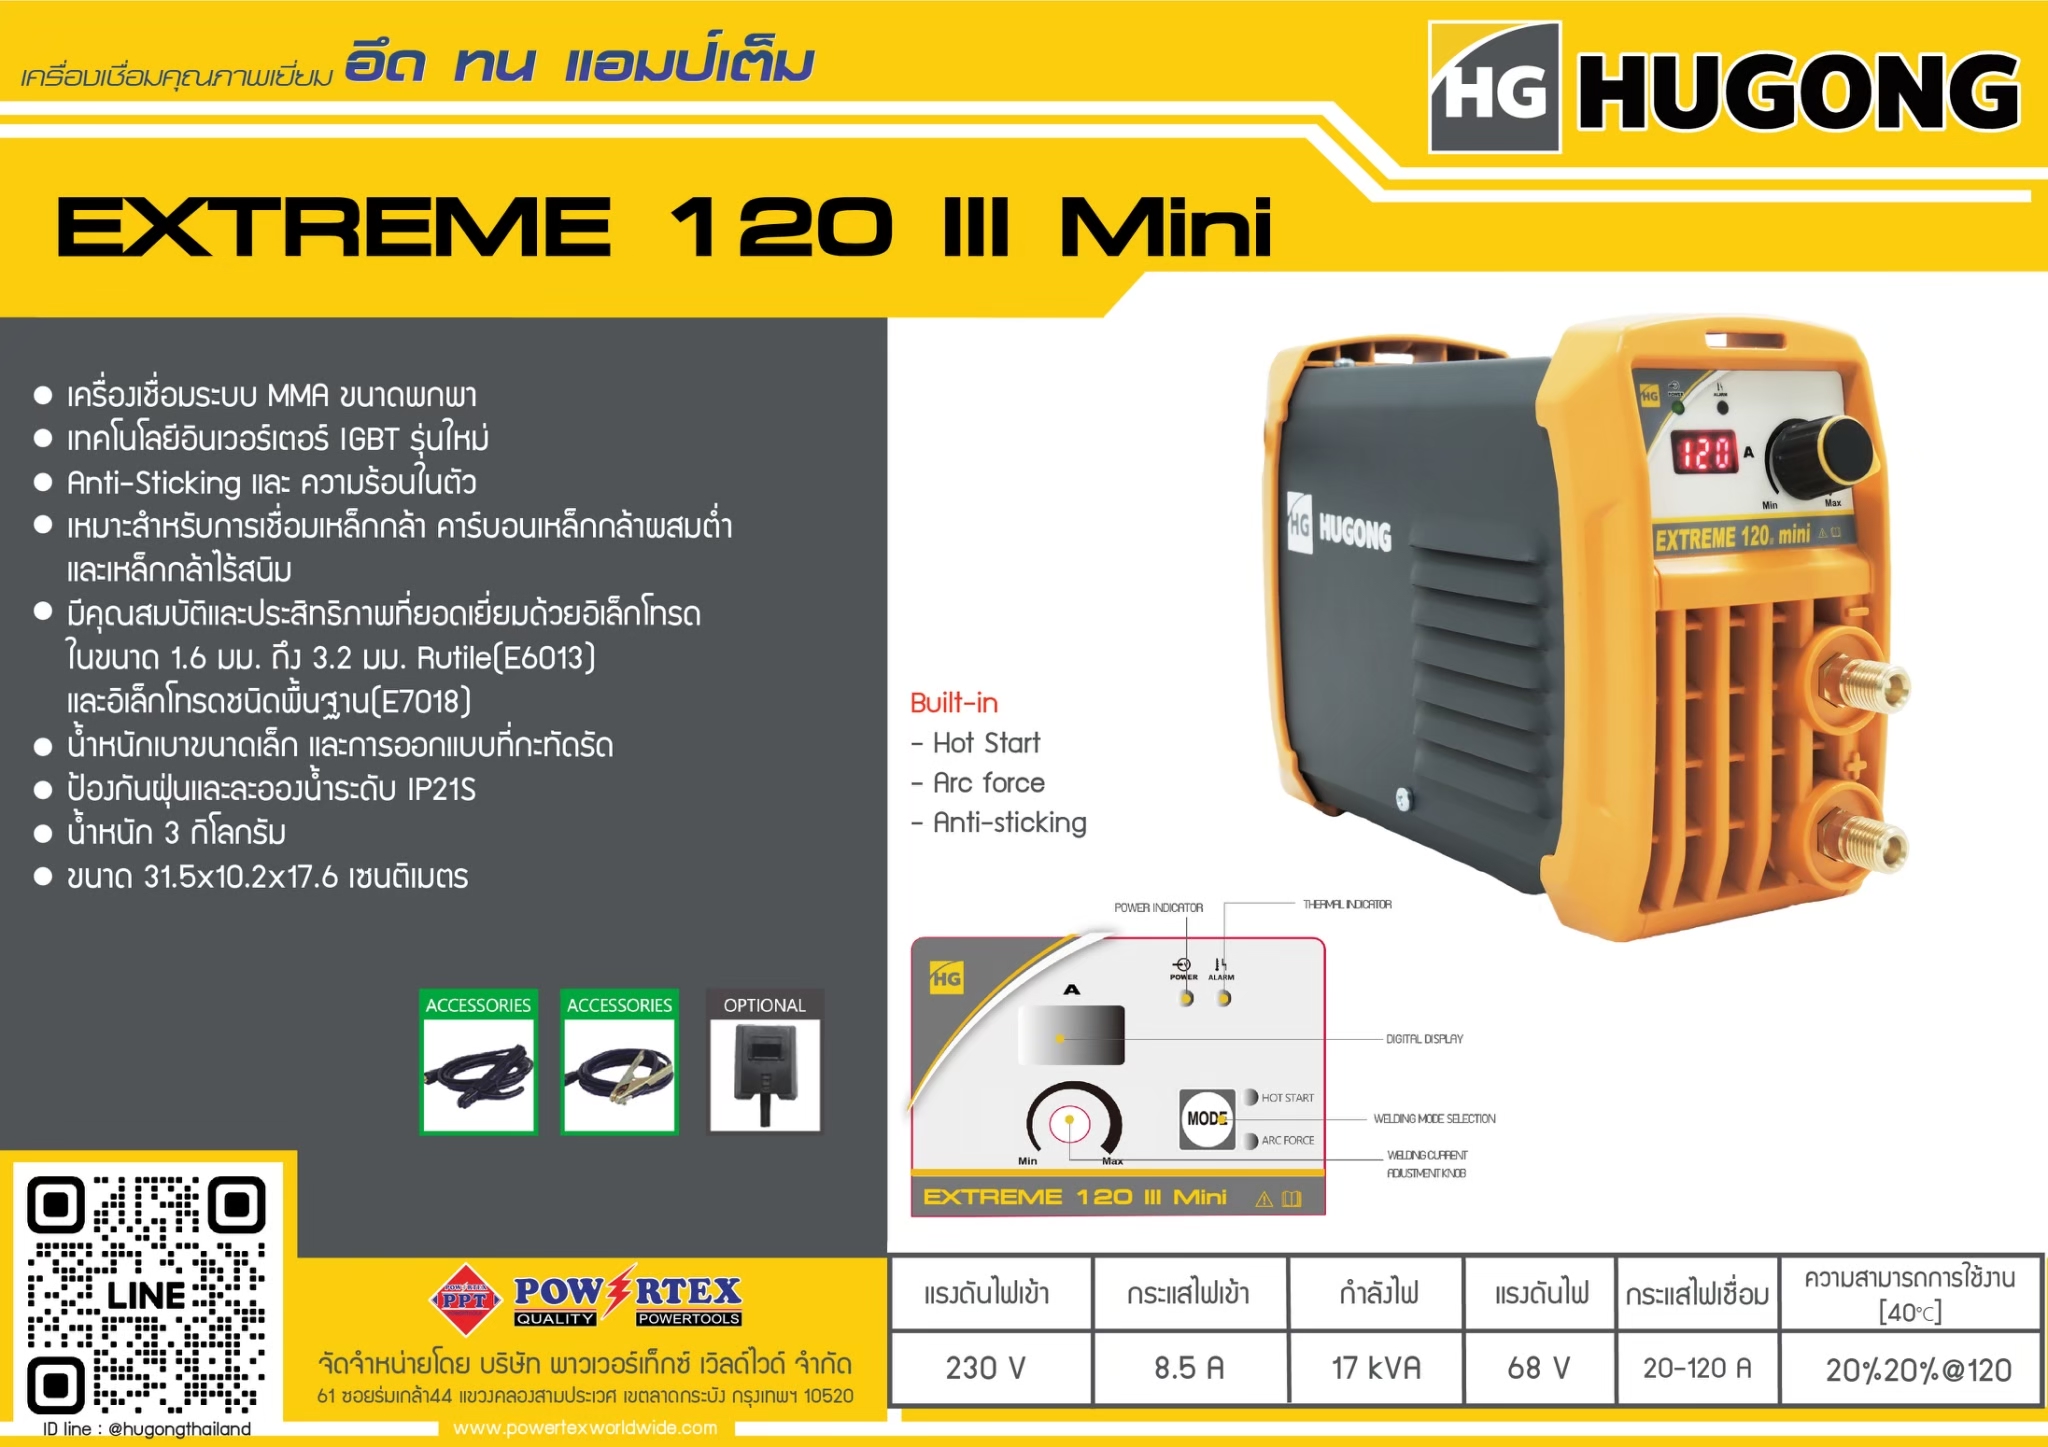 เครื่องเชื่อมคุณภาพเยี่ยม อึด ทน แอมป์เต็ม
HG HUGONG
EXTREME 120 III Mini
เครื่องเชื่อมระบบ MMA ขนาดพกพา
เทคโนโลยีอินเวอร์เตอร์ IGBT รุ่นใหม่
Anti-Sticking และ ความร้อนในตัว
เหมาะสำหรับการเชื่อมเหล็กกล้า คาร์บอนเหล็กกล้าผสมต่ำ
และเหล็กกล้าไร้สนิม
มีคุณสมบัติและประสิทธิภาพที่ยอดเยี่ยมด้วยอิเล็กโทรด
ในขนาด 1.6 มม. ถึง 3.2 มม. Rutile(E6013)
และอิเล็กโทรดชนิดพื้นฐาน(E7018)
น้ำหนักเบาขนาดเล็ก และการออกแบบที่กะทัดรัด
ป้องกันฝุ่นและละอองน้ำระดับ IP21S
น้ำหนัก 3 กิโลกรัม
ขนาด 31.5x10.2x17.6 เซนติเมตร
ACCESSORIES
ACCESSORIES
OPTIONAL
HG
POWER
ALARM
120 A
Min Max
EXTREME 120 mini
HG HUGONG
-
+
Built-in
- Hot Start
- Arc force
- Anti-sticking
POWER INDICATOR
THERMAL INDICATOR
HG
A
POWER ALARM
DIGITAL DISPLAY
MODE
HOT START
ARC FORCE
WELDING MODE SELECTION
Min Max
WELDING CURRENT
ADJUSTMENT KNOB
EXTREME 120 III Mini
LINE
ID line : @hugongthailand
POWERTEX
PPT
POWERTEX
QUALITY POWERTOOLS
จัดจำหน่ายโดย บริษัท พาวเวอร์เท็กซ์ เวิลด์ไวด์ จำกัด
61 ซอยร่มเกล้า44 แขวงคลองสามประเวศ เขตลาดกระบัง กรุงเทพฯ 10520
www.powertexworldwide.com
แรงดันไฟเข้า กระแสไฟเข้า กำลังไฟ แรงดันไฟ กระแสไฟเชื่อม ความสามารถการใช้งาน [40°C]
230 V 8.5 A 17 kVA 68 V 20-120 A 20%20%@120